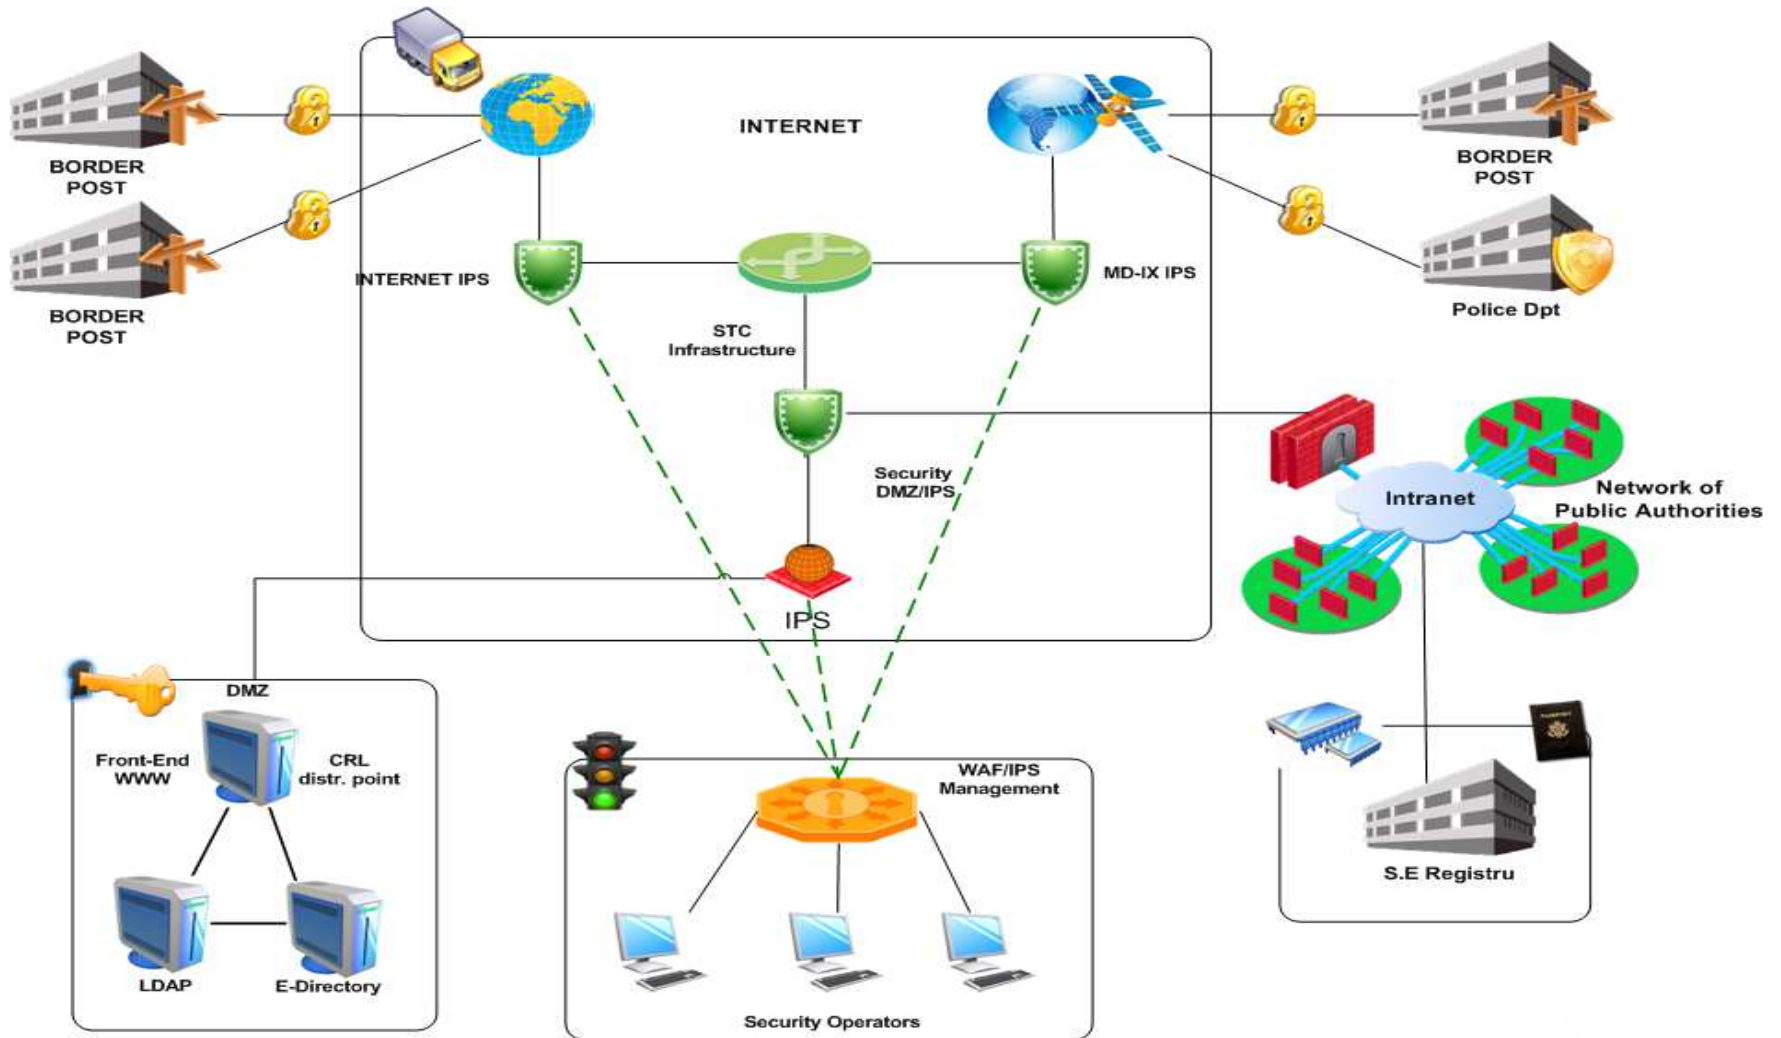 INTERNET
BORDER
POST
BORDER
POST
BORDER
POST
Police Dpt
INTERNET IPS
MD-IX IPS
STC
Infrastructure
Security
DMZ/IPS
IPS
Intranet
Network of
Public Authorities
DMZ
Front-End
WWW
CRL
distr. point
LDAP
E-Directory
WAF/IPS
Management
Security Operators
PASSPORT
S.E Registru